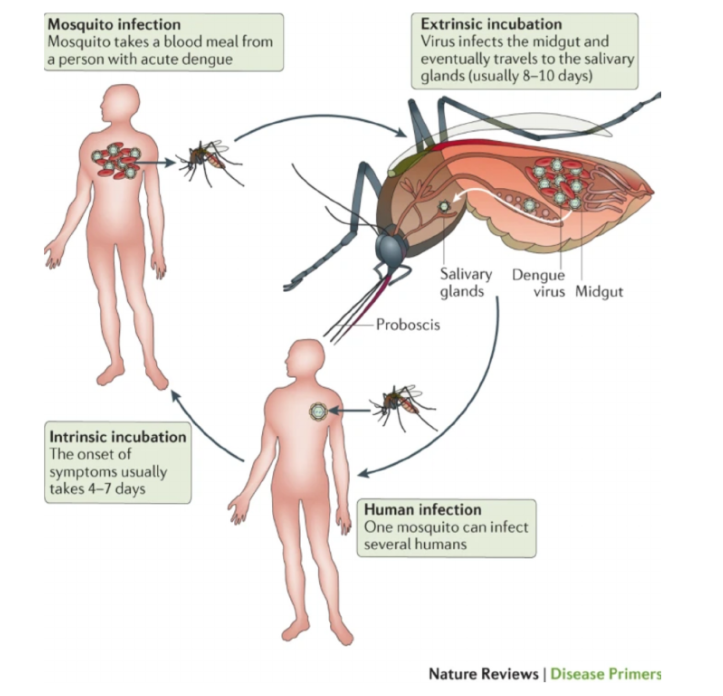 Mosquito infection
Mosquito takes a blood meal from
a person with acute dengue
Extrinsic incubation
Virus infects the midgut and
eventually travels to the salivary
glands (usually 8–10 days)
Salivary
glands
Dengue
virus
Midgut
Proboscis
Intrinsic incubation
The onset of
symptoms usually
takes 4–7 days
Human infection
One mosquito can infect
several humans
Nature Reviews | Disease Primers